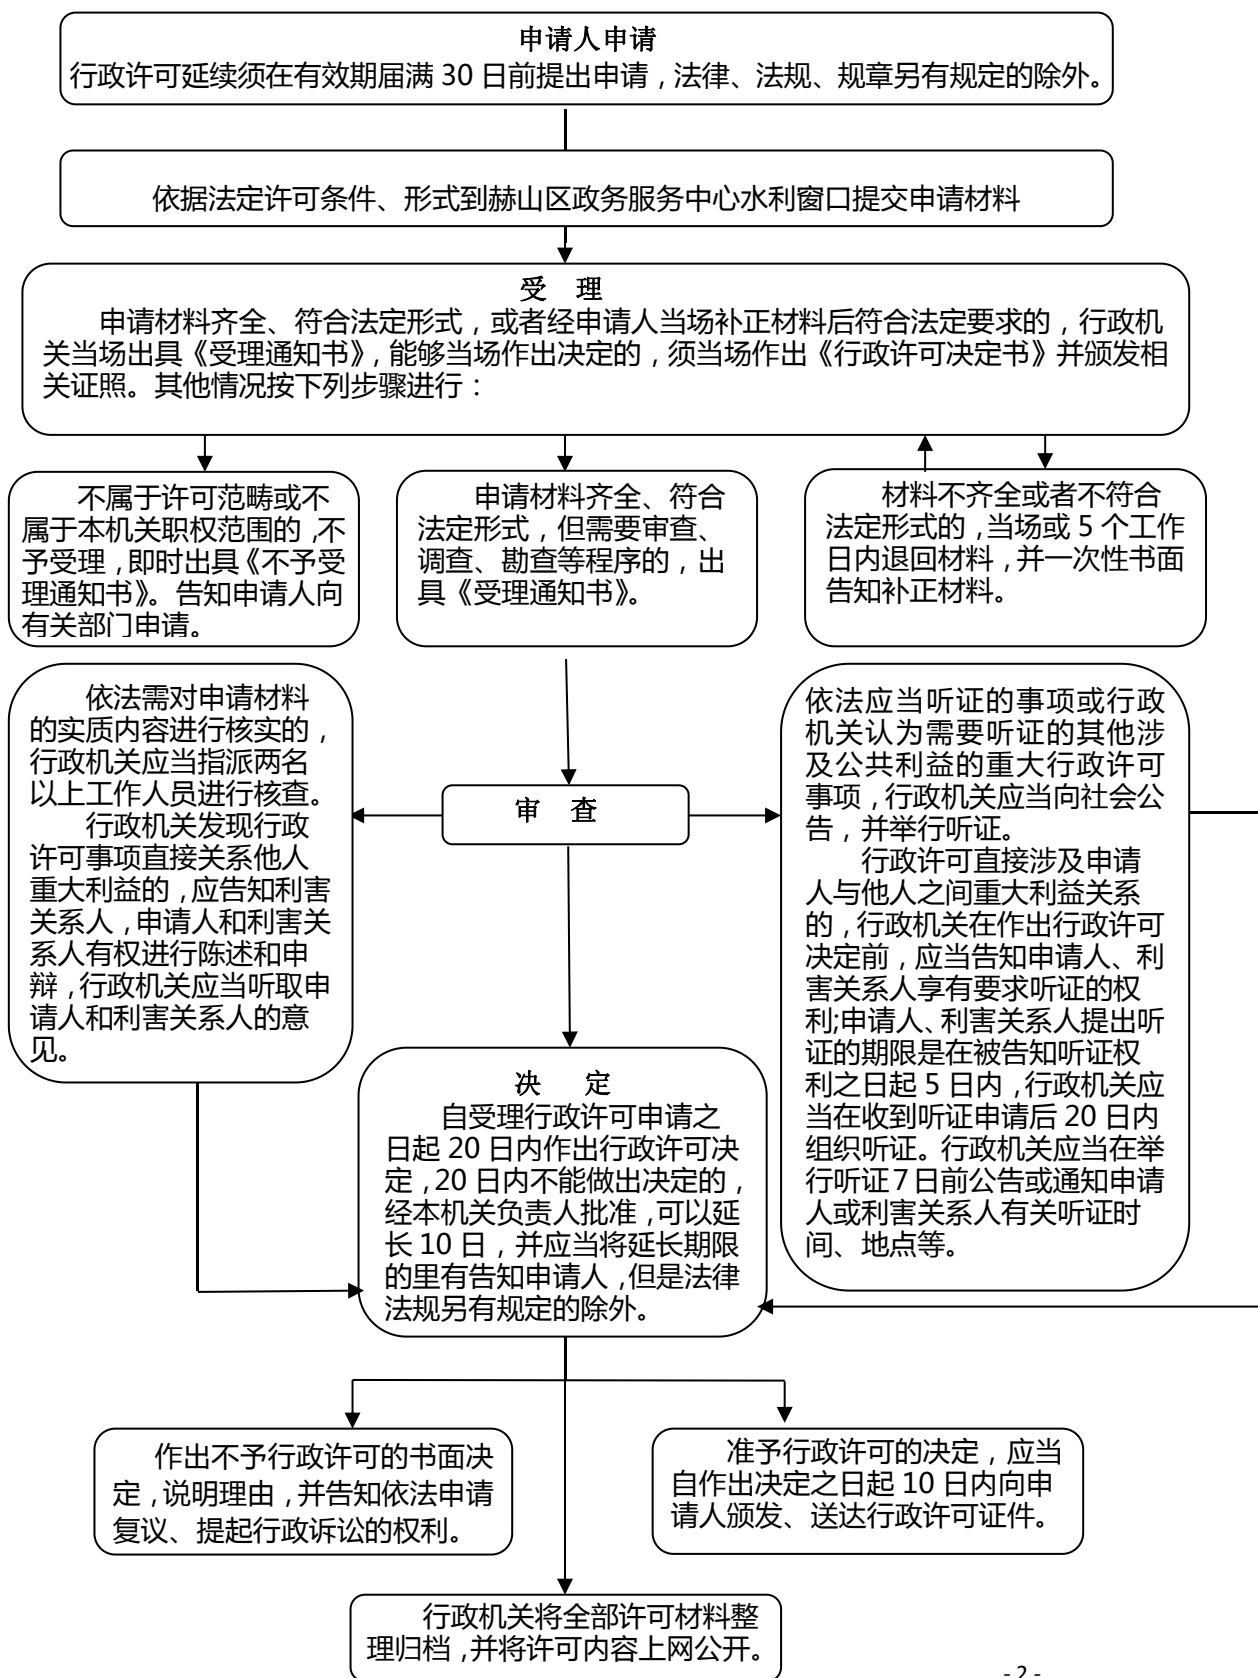 申请人申请
行政许可延续须在有效期届满 30 日前提出申请，法律、法规、规章另有规定的除外。
依据法定许可条件、形式到赫山区政务服务中心水利窗口提交申请材料
受 理
申请材料齐全、符合法定形式，或者经申请人当场补正材料后符合法定要求的，行政机
关当场出具《受理通知书》，能够当场作出决定的，须当场作出《行政许可决定书》并颁发相
关证照。其他情况按下列步骤进行：
不属于许可范畴或不
属于本机关职权范围的，不
予受理，即时出具《不予受
理通知书》。告知申请人向
有关部门申请。
申请材料齐全、符合
法定形式，但需要审查、
调查、勘查等程序的，出
具《受理通知书》。
材料不齐全或者不符合
法定形式的，当场或 5 个工作
日内退回材料，并一次性书面
告知补正材料。
依法需对申请材料
的实质内容进行核实的，
行政机关应当指派两名
以上工作人员进行核查。
行政机关发现行政
许可事项直接关系他人
重大利益的，应告知利害
关系人，申请人和利害关
系人有权进行陈述和申
辩，行政机关应当听取申
请人和利害关系人的意
见。
审 查
依法应当听证的事项或行政
机关认为需要听证的其他涉
及公共利益的重大行政许可
事项，行政机关应当向社会公
告，并举行听证。
行政许可直接涉及申请
人与他人之间重大利益关系
的，行政机关在作出行政许可
决定前，应当告知申请人、利
害关系人享有要求听证的权
利;申请人、利害关系人提出听
证的期限是在被告知听证权
利之日起 5 日内，行政机关应
当在收到听证申请后 20 日内
组织听证。行政机关应当在举
行听证 7 日前公告或通知申请
人或利害关系人有关听证时
间、地点等。
决 定
自受理行政许可申请之
日起 20 日内作出行政许可决
定，20 日内不能做出决定的，
经本机关负责人批准，可以延
长 10 日，并应当将延长期限
的里有告知申请人，但是法律
法规另有规定的除外。
作出不予行政许可的书面决
定，说明理由，并告知依法申请
复议、提起行政诉讼的权利。
准予行政许可的决定，应当
自作出决定之日起 10 日内向申
请人颁发、送达行政许可证件。
行政机关将全部许可材料整
理归档，并将许可内容上网公开。
- 2 -